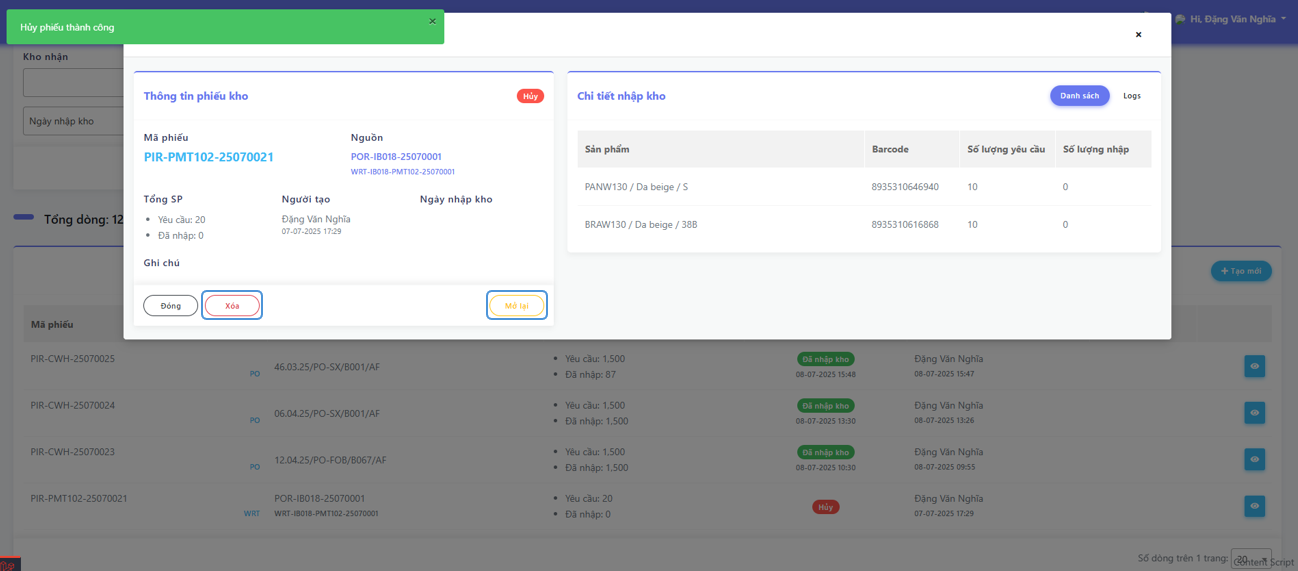 Hủy phiếu thành công
×
Hi, Đặng Văn Nghĩa
×
Kho nhận
Ngày nhập kho
Thông tin phiếu kho
Hủy
Mã phiếu
Nguồn
PIR-PMT102-25070021
POR-IB018-25070001
WRT-IB018-PMT102-25070001
Tổng SP
Người tạo
Ngày nhập kho
• Yêu cầu: 20
Đặng Văn Nghĩa
• Đã nhập: 0
07-07-2025 17:29
Ghi chú
Đóng
Xóa
Mở lại
Chi tiết nhập kho
Danh sách
Logs
Sản phẩm
Barcode
Số lượng yêu cầu
Số lượng nhập
PANW130 / Da beige / S
8935310646940
10
0
BRAW130 / Da beige / 38B
8935310616868
10
0
Tổng dòng: 12
+ Tạo mới
Mã phiếu
PIR-CWH-25070025
PO
46.03.25/PO-SX/B001/AF
• Yêu cầu: 1,500
• Đã nhập: 87
Đã nhập kho
08-07-2025 15:48
Đặng Văn Nghĩa
08-07-2025 15:47
PIR-CWH-25070024
PO
06.04.25/PO-SX/B001/AF
• Yêu cầu: 1,500
• Đã nhập: 1,500
Đã nhập kho
08-07-2025 13:30
Đặng Văn Nghĩa
08-07-2025 13:26
PIR-CWH-25070023
PO
12.04.25/PO-FOB/B067/AF
• Yêu cầu: 1,500
• Đã nhập: 1,500
Đã nhập kho
08-07-2025 10:30
Đặng Văn Nghĩa
08-07-2025 09:55
PIR-PMT102-25070021
WRT
POR-IB018-25070001
WRT-IB018-PMT102-25070001
• Yêu cầu: 20
• Đã nhập: 0
Hủy
Đặng Văn Nghĩa
07-07-2025 17:29
Số dòng trên 1 trang:
20
Content Script